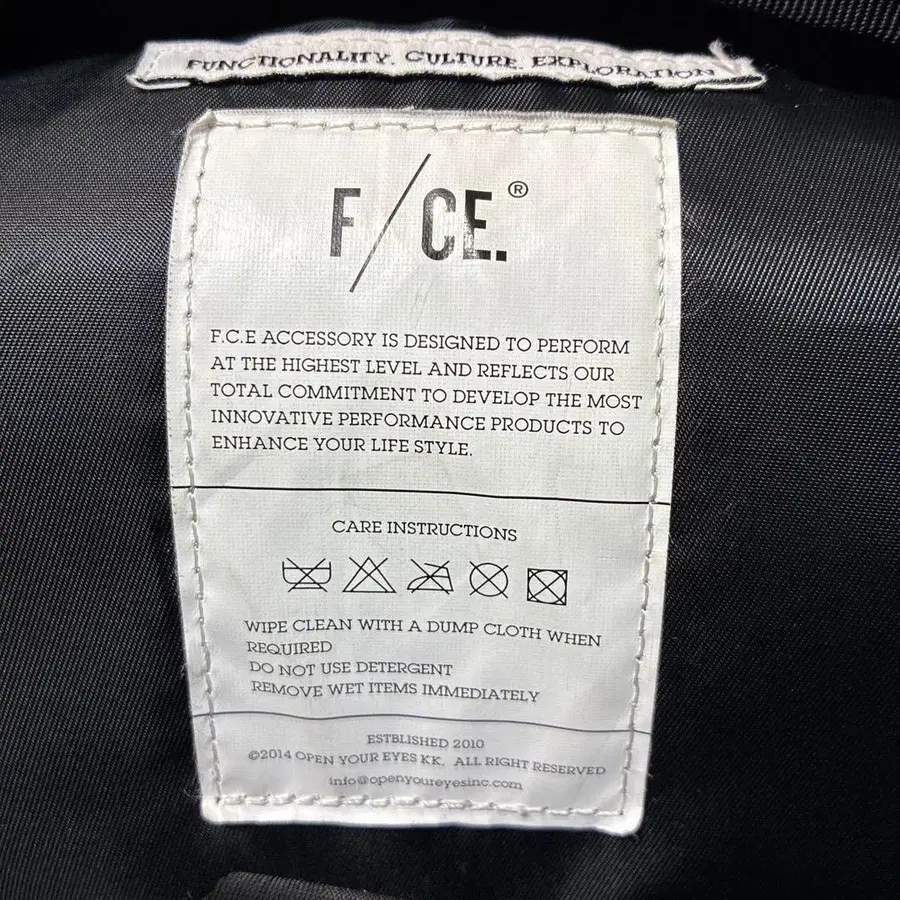 FUNCTIONALITY. CULTURE. EXPLORATION
F/CE.®
F.C.E ACCESSORY IS DESIGNED TO PERFORM
AT THE HIGHEST LEVEL AND REFLECTS OUR
TOTAL COMMITMENT TO DEVELOP THE MOST
INNOVATIVE PERFORMANCE PRODUCTS TO
ENHANCE YOUR LIFE STYLE.
CARE INSTRUCTIONS
WIPE CLEAN WITH A DUMP CLOTH WHEN
REQUIRED
DO NOT USE DETERGENT
REMOVE WET ITEMS IMMEDIATELY
ESTBLISHED 2010
©2014 OPEN YOUR EYES KK. ALL RIGHT RESERVED
info@openyoureyesinc.com